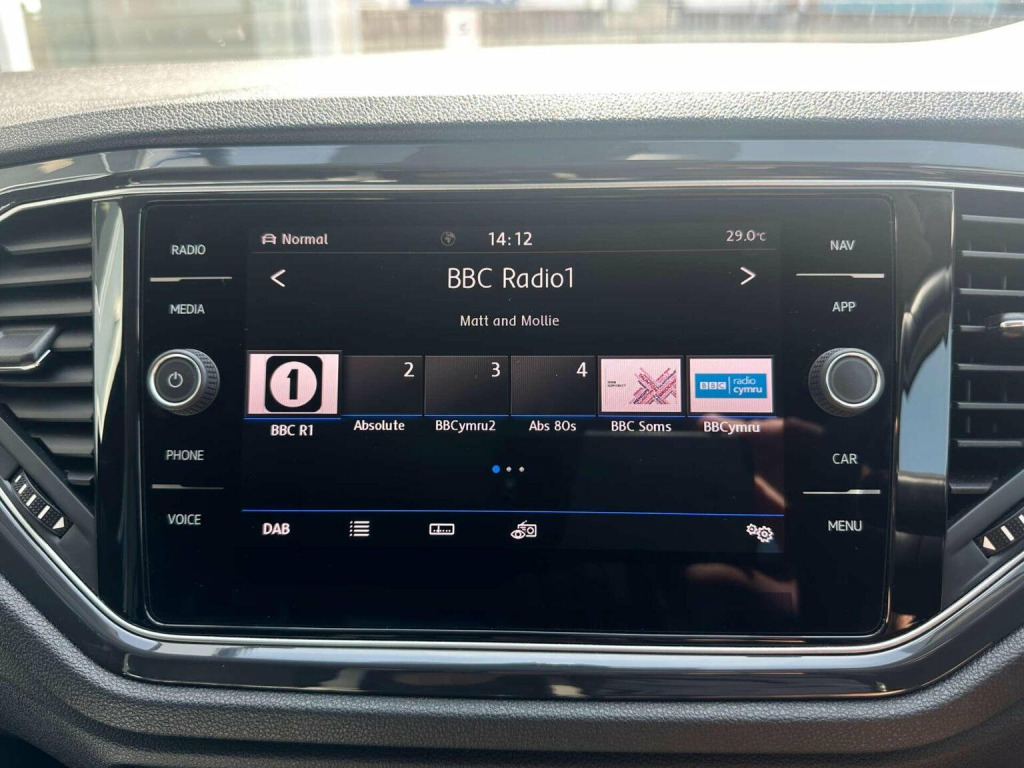 Normal
14:12
29.0°C
BBC Radio1
Matt and Mollie
RADIO
MEDIA
PHONE
VOICE
NAV
APP
CAR
MENU
1
2
3
4
BBC radio cymru
BBC R1
Absolute
BBCymru2
Abs 80s
BBC Soms
BBCymru
DAB